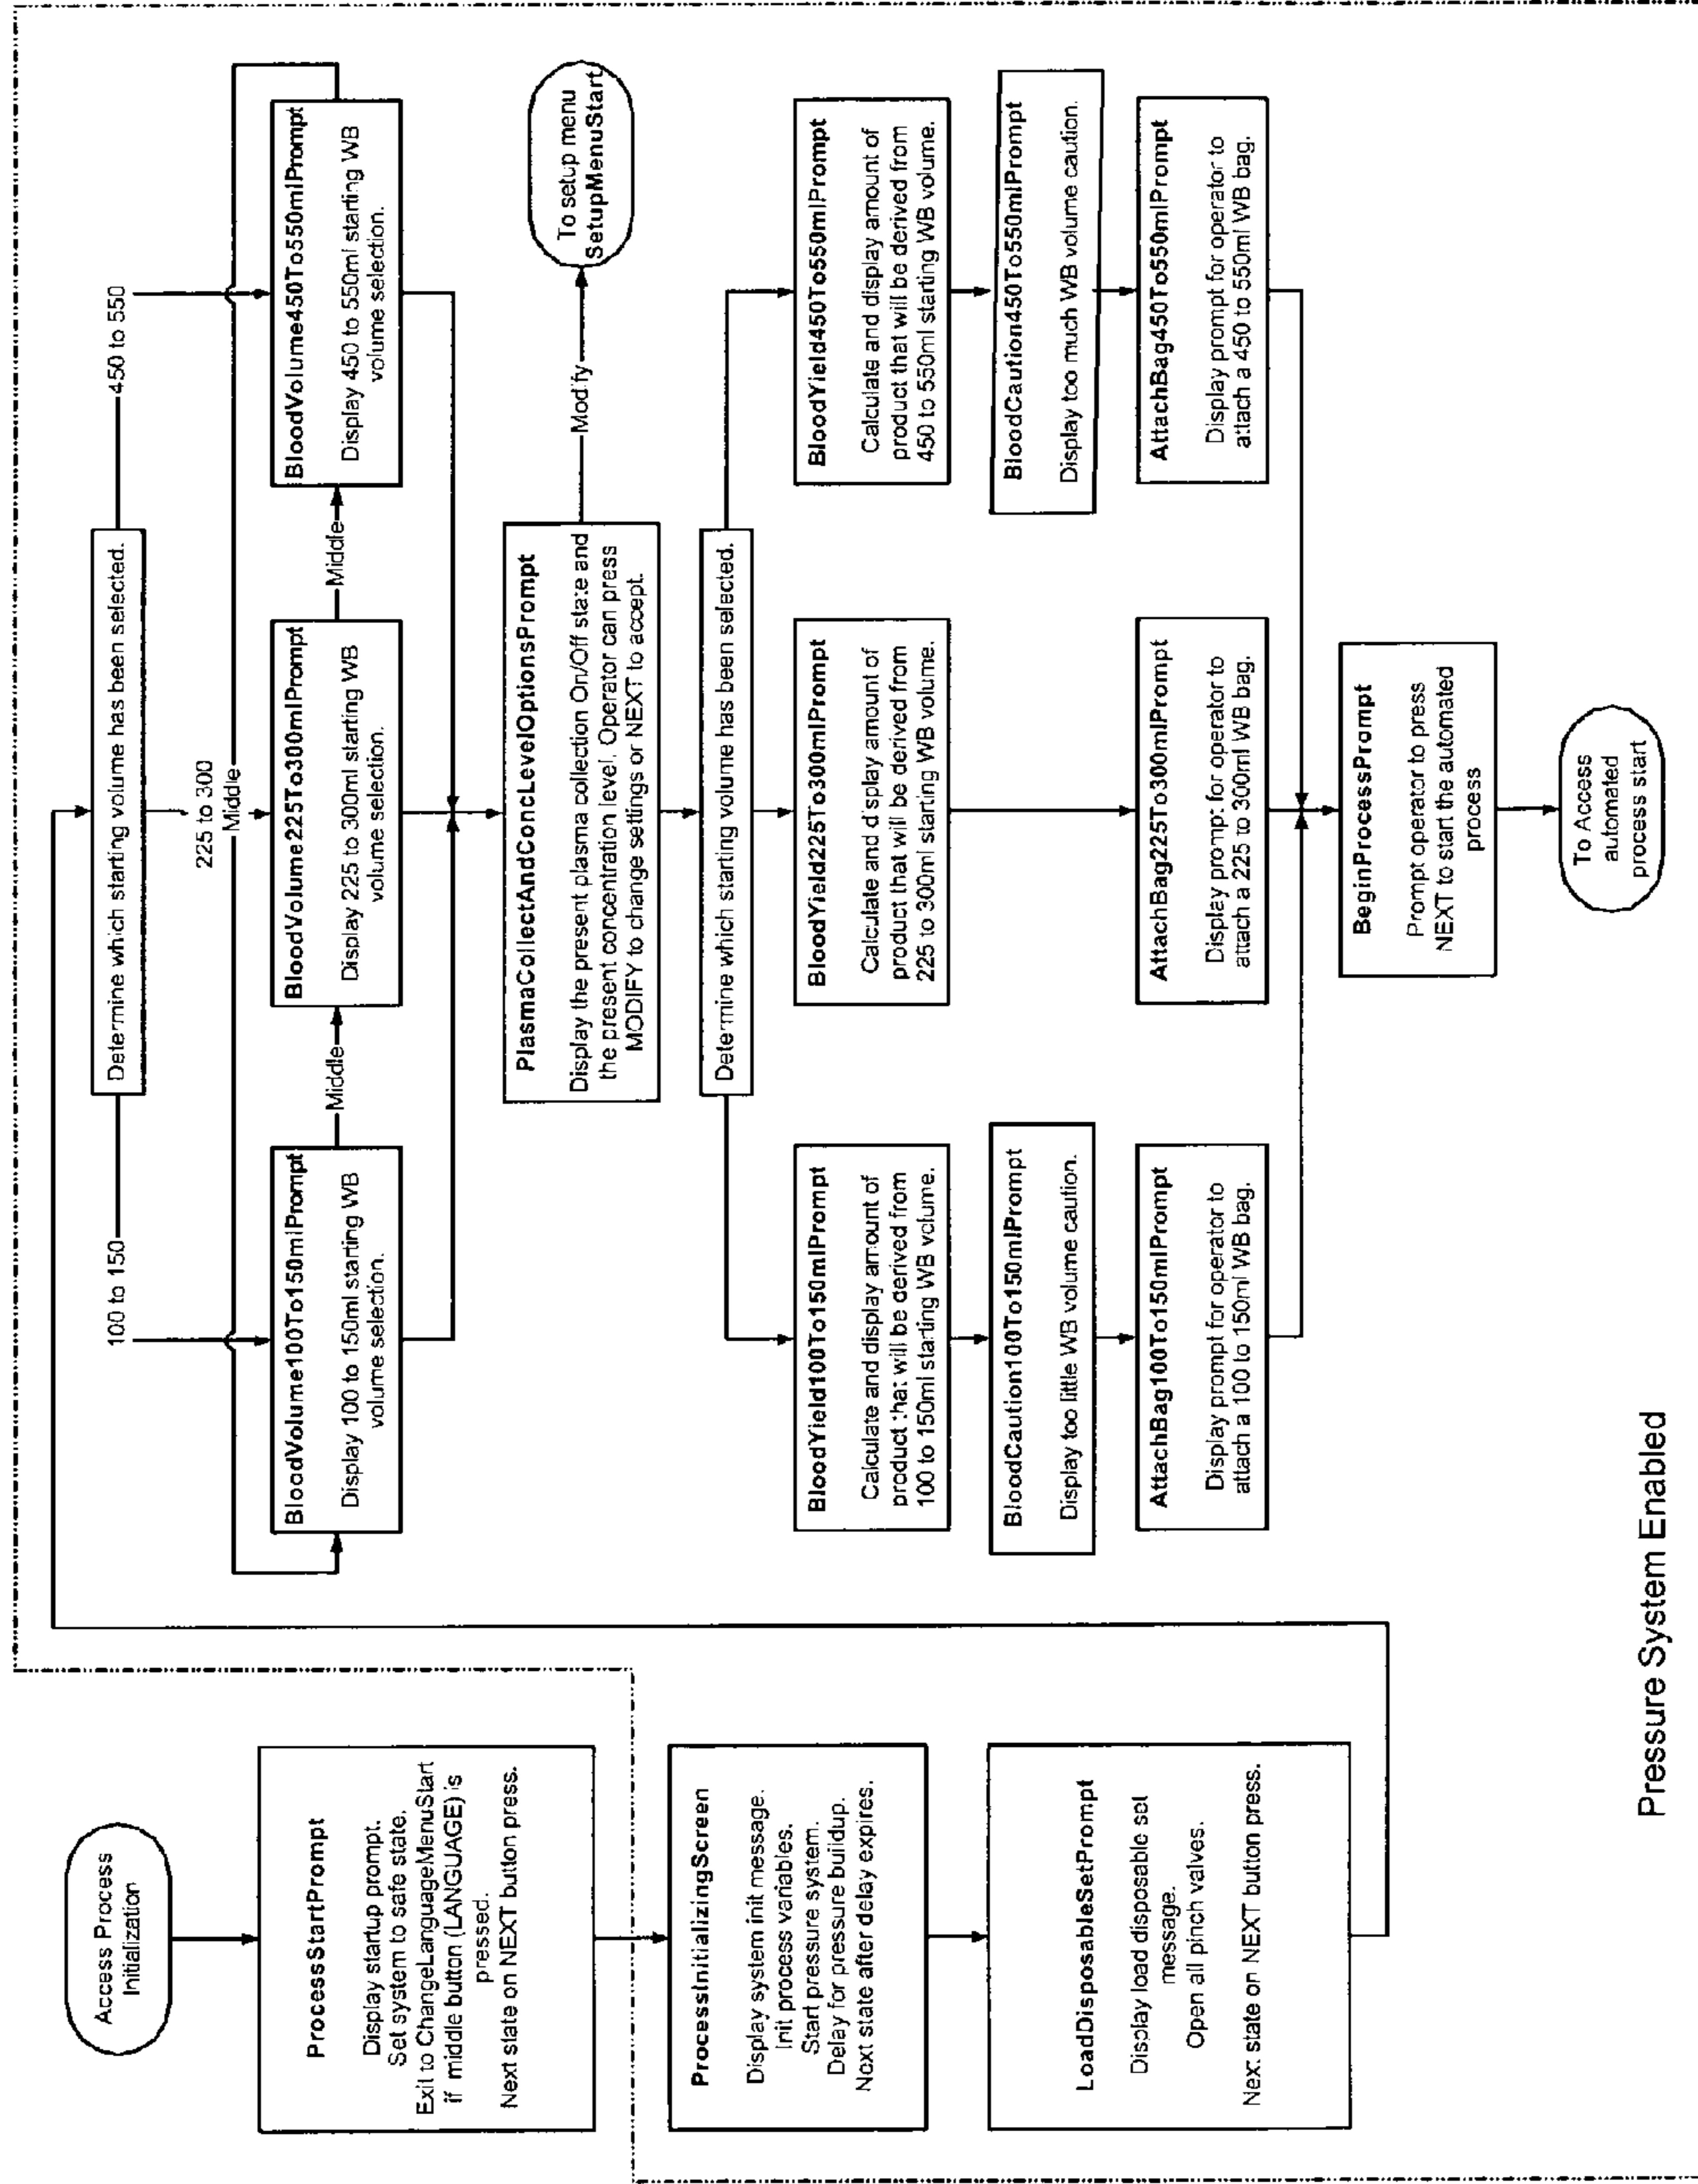 Access Process
Initialization
ProcessStartPrompt
Display startup prompt.
Set system to safe state.
Exit to ChangeLanguageMenuStart
if middle button (LANGUAGE) is
pressed.
Next state on NEXT button press.
ProcessInitializingScreen
Display system init message.
Init process variables.
Start pressure system.
Delay for pressure buildup.
Next state after delay expires.
LoadDisposableSetPrompt
Display load disposable set
message.
Open all pinch valves.
Next state on NEXT button press.
Determine which starting volume has been selected.
100 to 150
225 to 300
450 to 550
Middle
BloodVolume100To150mlPrompt
Display 100 to 150ml starting WB
volume selection.
Middle
BloodVolume225To300mlPrompt
Display 225 to 300ml starting WB
volume selection.
Middle
BloodVolume450To550mlPrompt
Display 450 to 550ml starting WB
volume selection.
PlasmaCollectAndConcLevelOptionsPrompt
Display the present plasma collection On/Off state and
the present concentration level. Operator can press
MODIFY to change settings or NEXT to accept.
Modify
To setup menu
SetupMenuStart
Determine which starting volume has been selected.
BloodYield100To150mlPrompt
Calculate and display amount of
product that will be derived from
100 to 150ml starting WB volume.
BloodYield225To300mlPrompt
Calculate and display amount of
product that will be derived from
225 to 300ml starting WB volume.
BloodYield450To550mlPrompt
Calculate and display amount of
product that will be derived from
450 to 550ml starting WB volume.
BloodCaution100To150mlPrompt
Display too little WB volume caution.
BloodCaution450To550mlPrompt
Display too much WB volume caution.
AttachBag100To150mlPrompt
Display prompt for operator to
attach a 100 to 150ml WB bag.
AttachBag225To300mlPrompt
Display prompt for operator to
attach a 225 to 300ml WB bag.
AttachBag450To550mlPrompt
Display prompt for operator to
attach a 450 to 550ml WB bag.
BeginProcessPrompt
Prompt operator to press
NEXT to start the automated
process
To Access
automated
process start
Pressure System Enabled